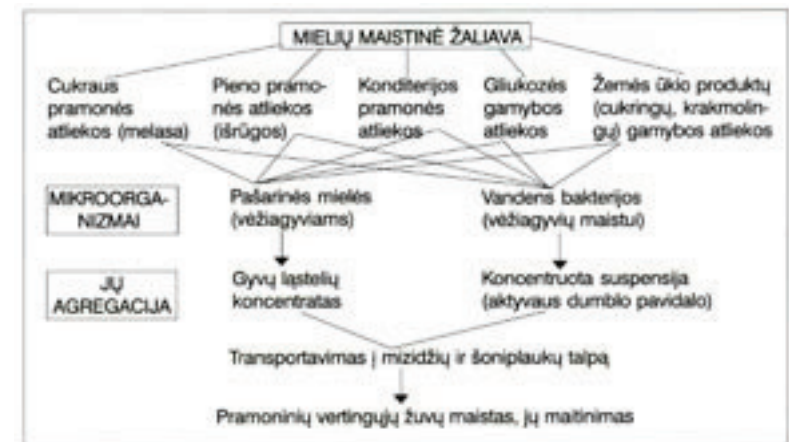 MIELIŲ MAISTINĖ ŽALIAVA
Cukraus
pramonės
atliekos (melasa)
Pieno pramo-
nės atliekos
(išrūgos)
Konditerijos
pramonės
atliekos
Gliukozės
gamybos
atliekos
Žemės ūkio produktų
(cukringų, krakmolin-
gų) gamybos atliekos
MIKROORGA-
NIZMAI
Pašarinės mielės
(vėžiagyviams)
Vandens bakterijos
(vėžiagyvių maistui)
JŲ
AGREGACIJA
Gyvų ląstelių
koncentratas
Koncentruota suspensija
(aktyvaus dumblo pavidalo)
Transportavimas į mizidžių ir šoniplaukų talpą
Pramoninių vertingųjų žuvų maistas, jų maitinimas